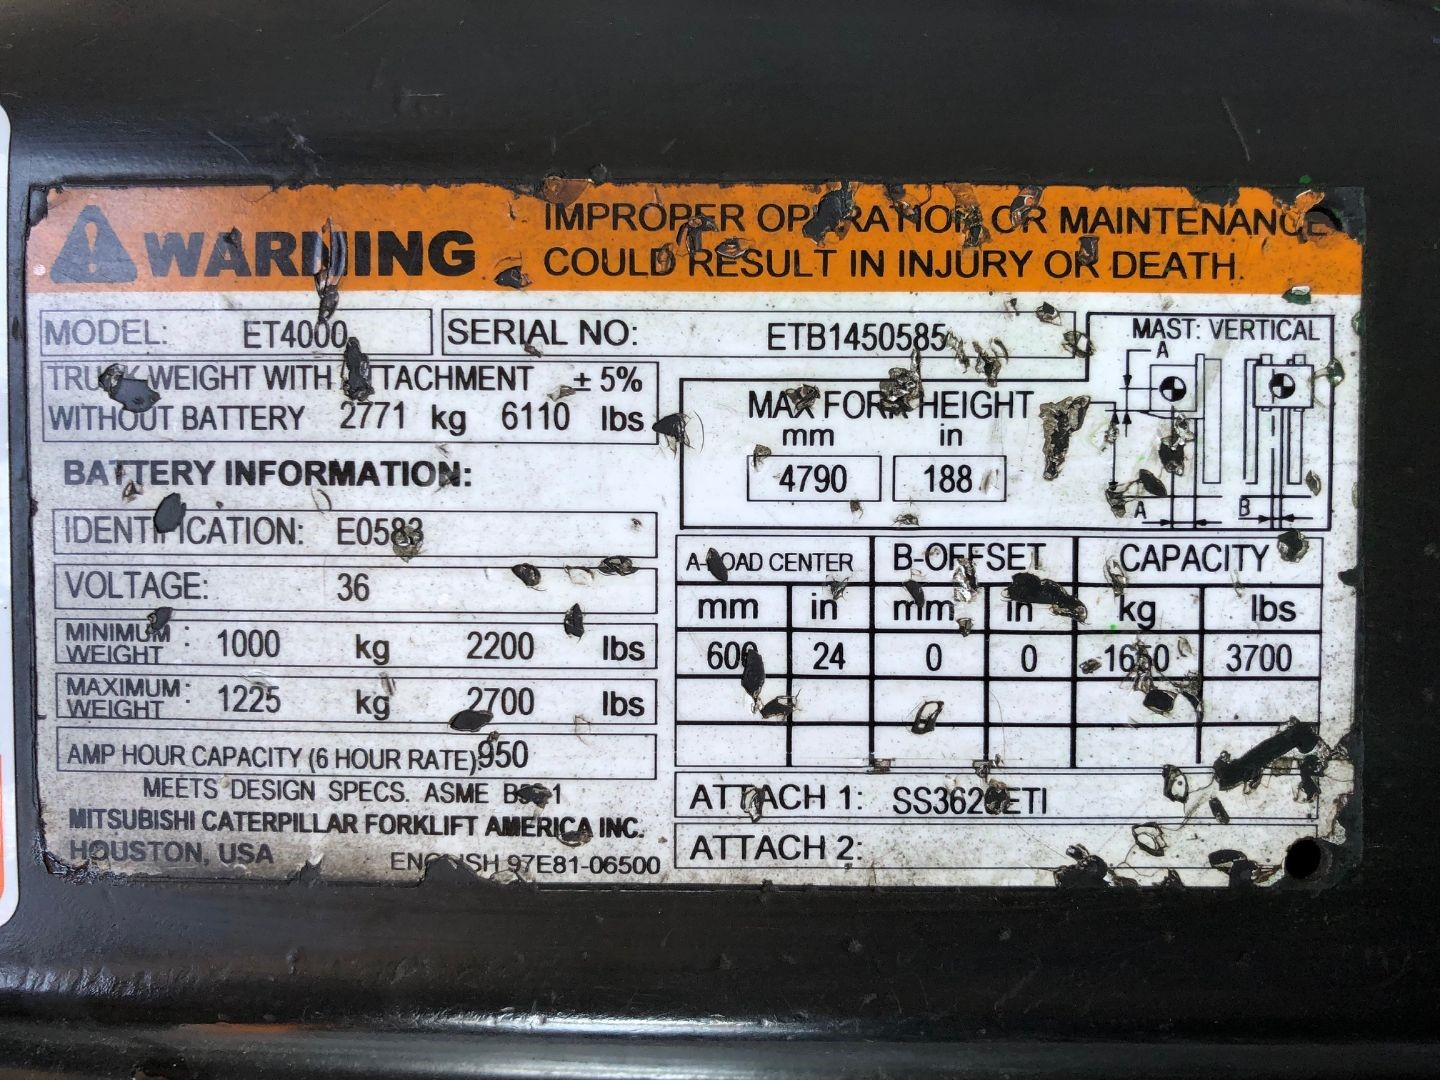 WARNING
IMPROPER OPERATION OR MAINTENANCE
COULD RESULT IN INJURY OR DEATH.
MODEL: ET4000
SERIAL NO: ETB1450585
TRUCK WEIGHT WITH ATTACHMENT ± 5%
WITHOUT BATTERY 2771 kg 6110 lbs
BATTERY INFORMATION:
IDENTIFICATION: E0583
VOLTAGE: 36
MINIMUM WEIGHT : 1000 kg 2200 lbs
MAXIMUM WEIGHT : 1225 kg 2700 lbs
AMP HOUR CAPACITY (6 HOUR RATE): 950
MEETS DESIGN SPECS. ASME
MITSUBISHI CATERPILLAR FORKLIFT AMERICA INC.
HOUSTON, USA
ENGLISH 97E81-06500
MAX FORK HEIGHT
mm in
4790 188
MAST: VERTICAL
A
A B
A-LOAD CENTER B-OFFSET CAPACITY
mm in mm in kg lbs
600 24 0 0 1650 3700
ATTACH 1:
ATTACH 2: